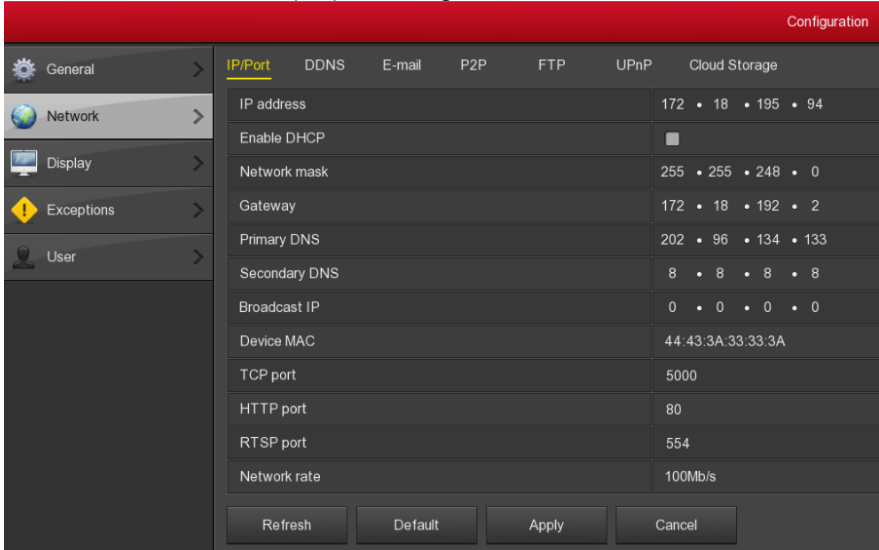 Configuration
General
Network
Display
Exceptions
User
IP/Port DDNS E-mail P2P FTP UPnP Cloud Storage
IP address 172 • 18 • 195 • 94
Enable DHCP
Network mask 255 • 255 • 248 • 0
Gateway 172 • 18 • 192 • 2
Primary DNS 202 • 96 • 134 • 133
Secondary DNS 8 • 8 • 8 • 8
Broadcast IP 0 • 0 • 0 • 0
Device MAC 44:43:3A:33:33:3A
TCP port 5000
HTTP port 80
RTSP port 554
Network rate 100Mb/s
Refresh Default Apply Cancel